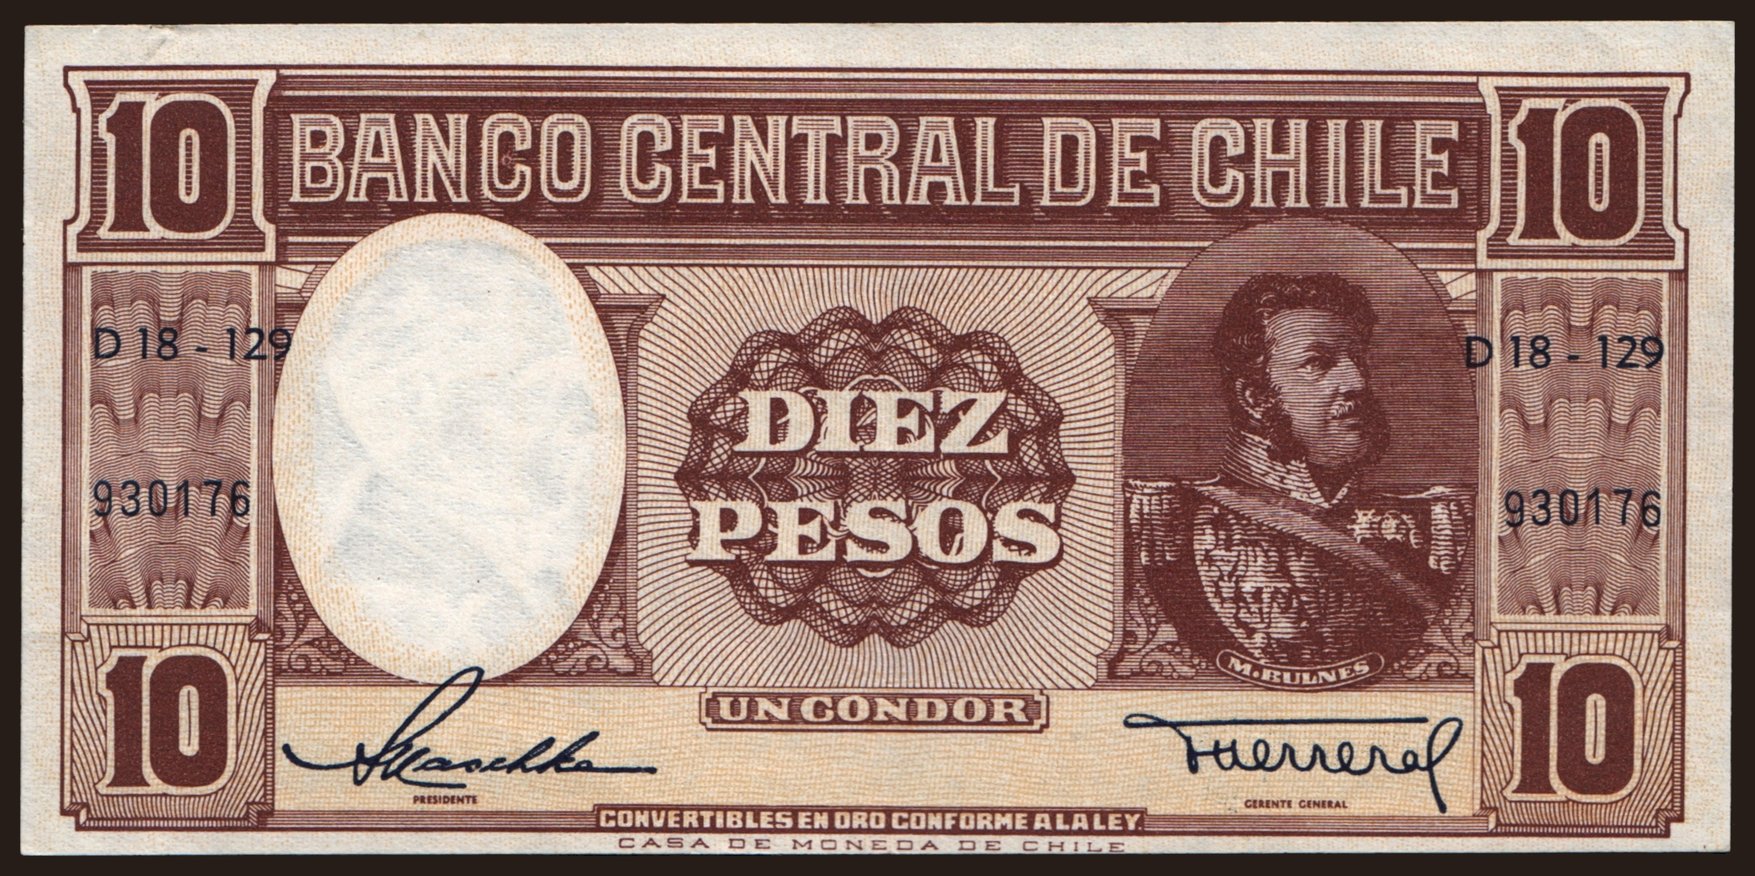 10 BANCO CENTRAL DE CHILE 10
D 18 - 129
D 18 - 129
DIEZ
PESOS
930176
930176
M. BULNES
UN CONDOR
10
10
PRESIDENTE
GERENTE GENERAL
CONVERTIBLES EN ORO CONFORME A LA LEY.
CASA DE MONEDA DE CHILE